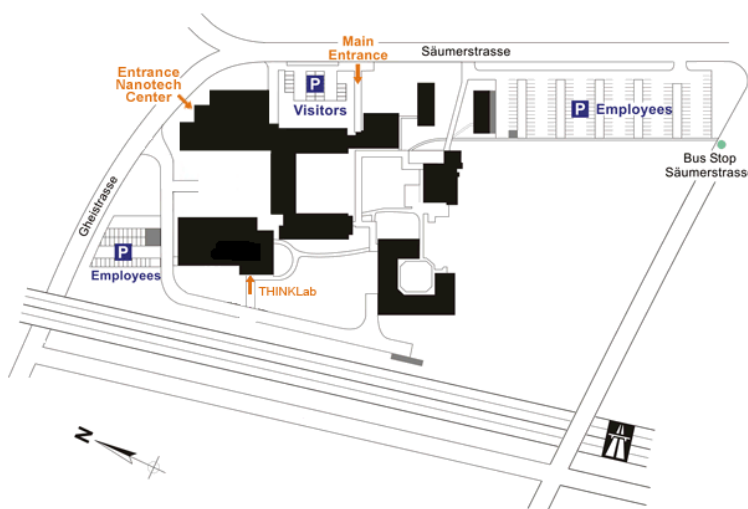 Main
Entrance
Säumerstrasse
Entrance
Nanotech
Center
P
Visitors
P Employees
Bus Stop
Säumerstrasse
Gheistrasse
P
Employees
THINKLab
N